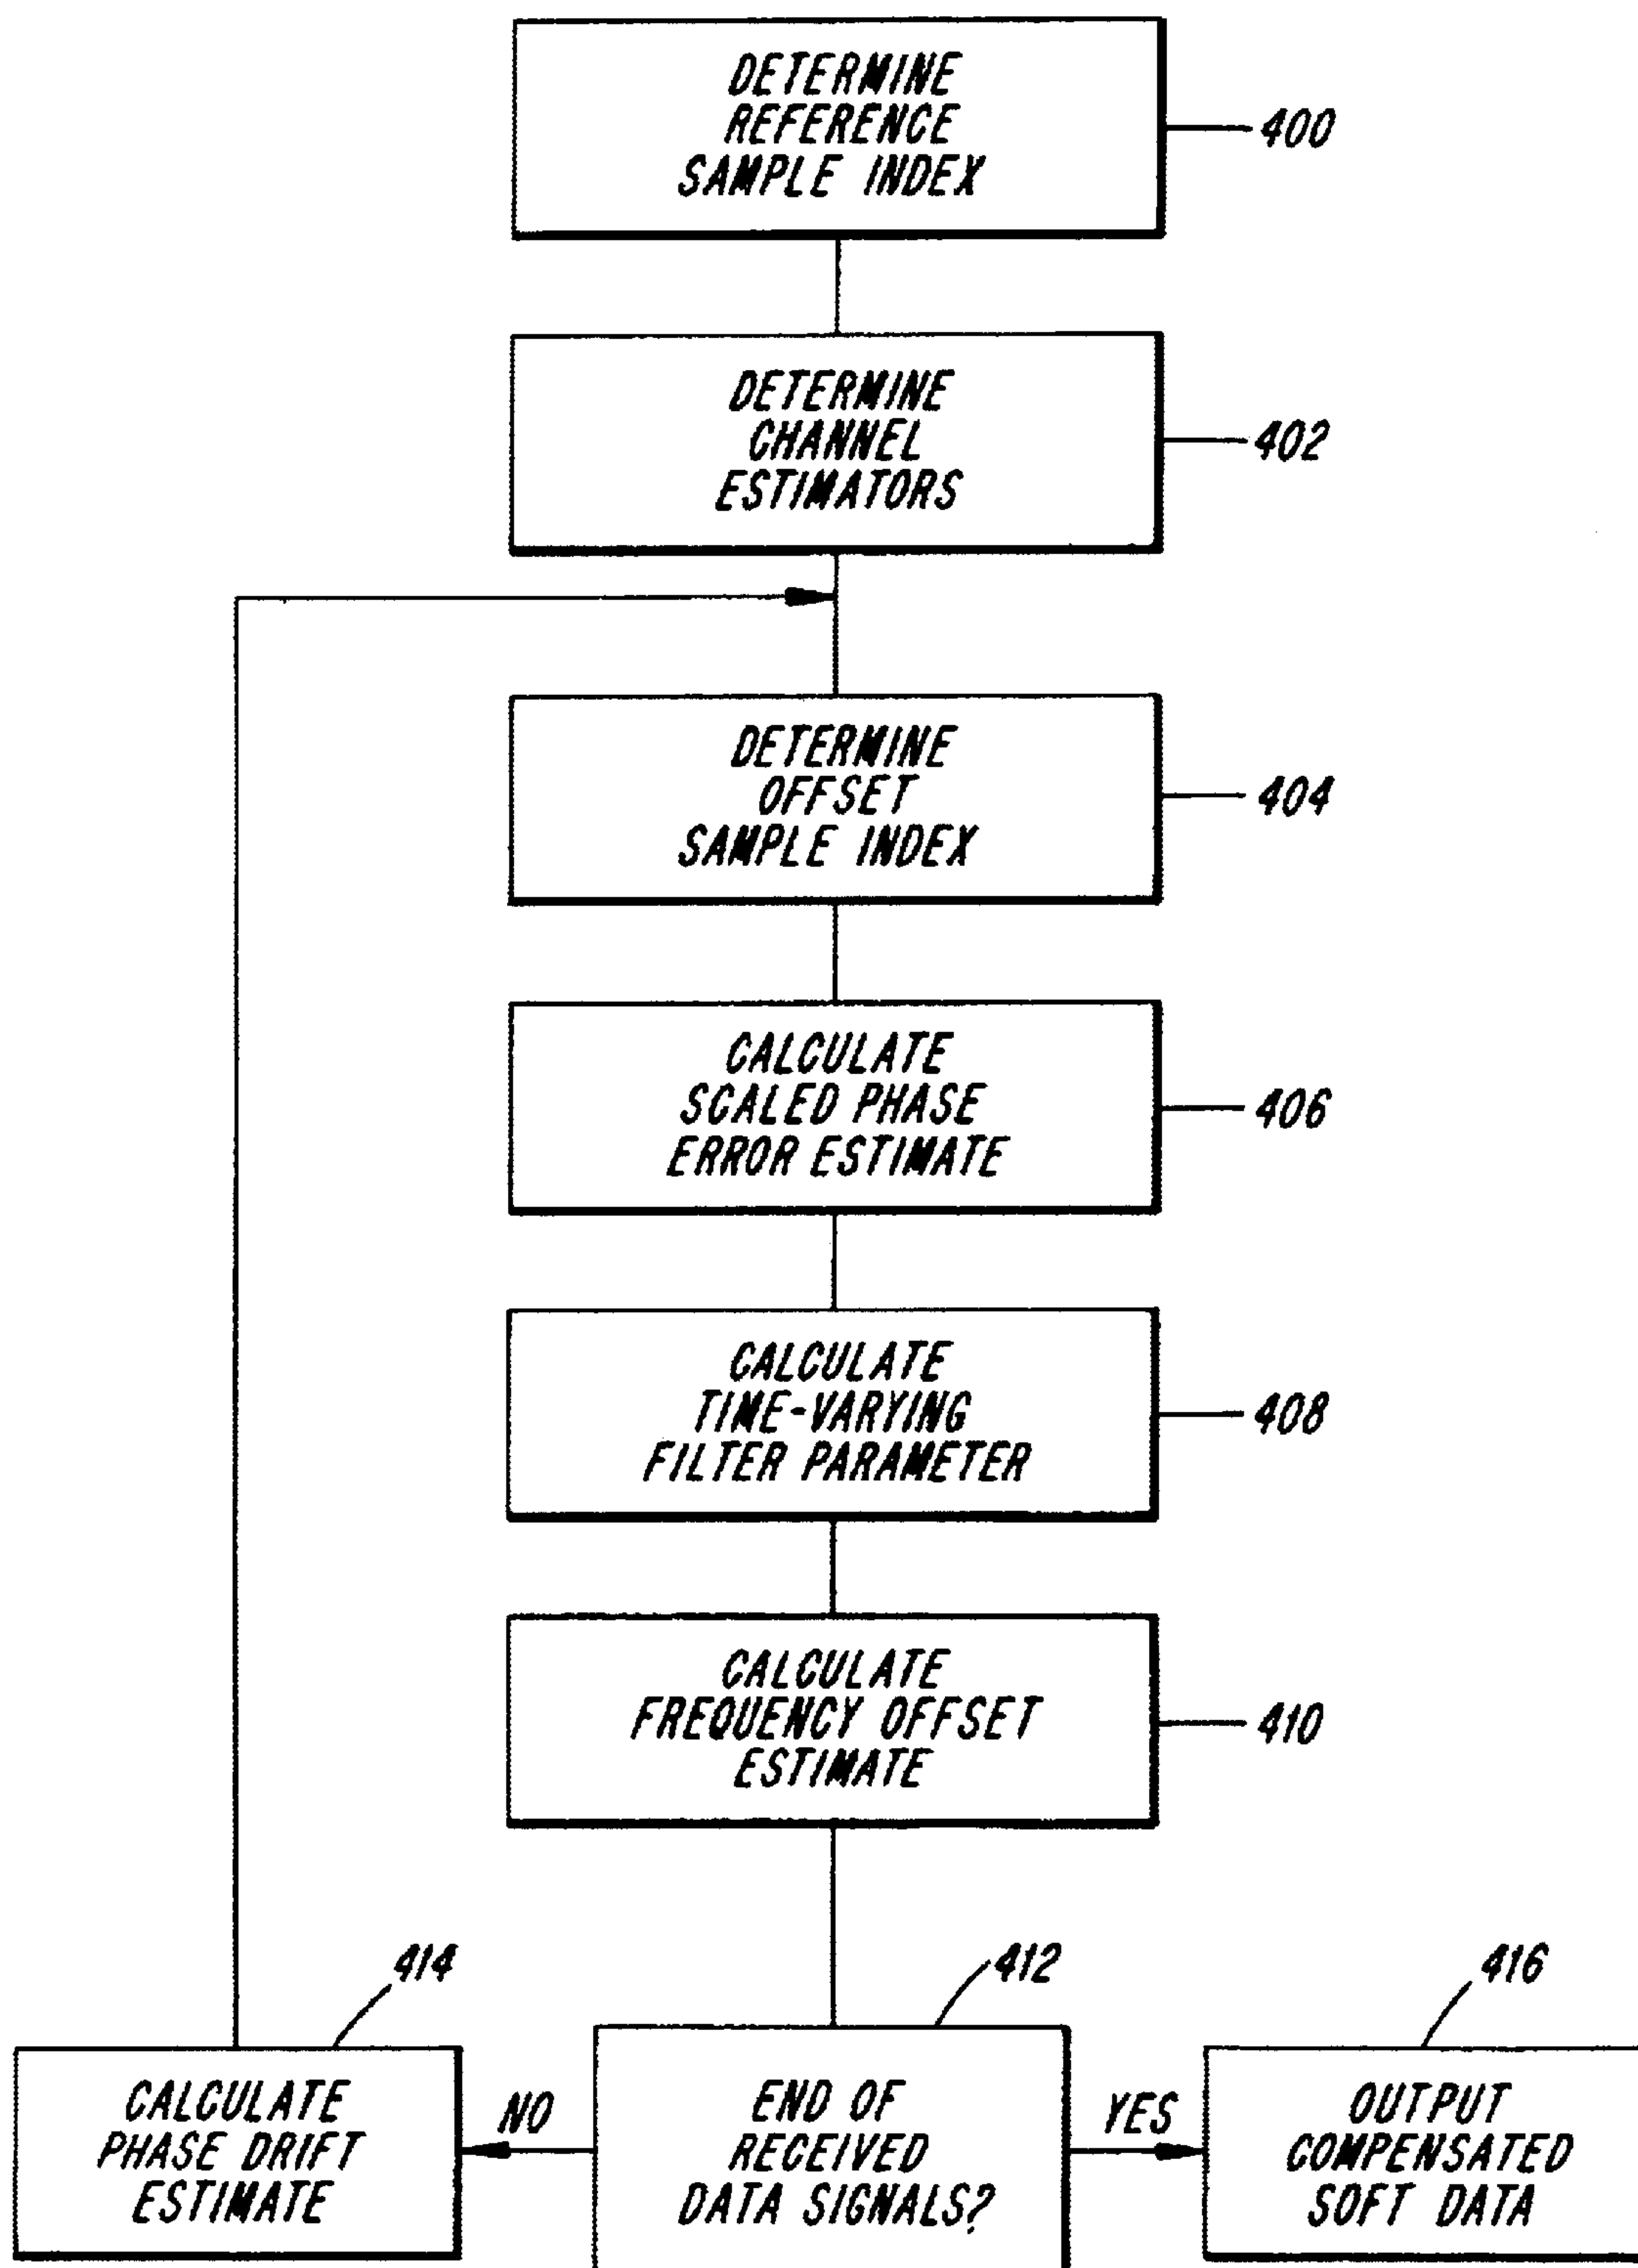 DETERMINE
REFERENCE
SAMPLE INDEX
400
DETERMINE
CHANNEL
ESTIMATORS
402
DETERMINE
OFFSET
SAMPLE INDEX
404
CALCULATE
SCALED PHASE
ERROR ESTIMATE
406
CALCULATE
TIME-VARYING
FILTER PARAMETER
408
CALCULATE
FREQUENCY OFFSET
ESTIMATE
410
414
412
416
CALCULATE
PHASE DRIFT
ESTIMATE
NO
END OF
RECEIVED
DATA SIGNALS?
YES
OUTPUT
COMPENSATED
SOFT DATA